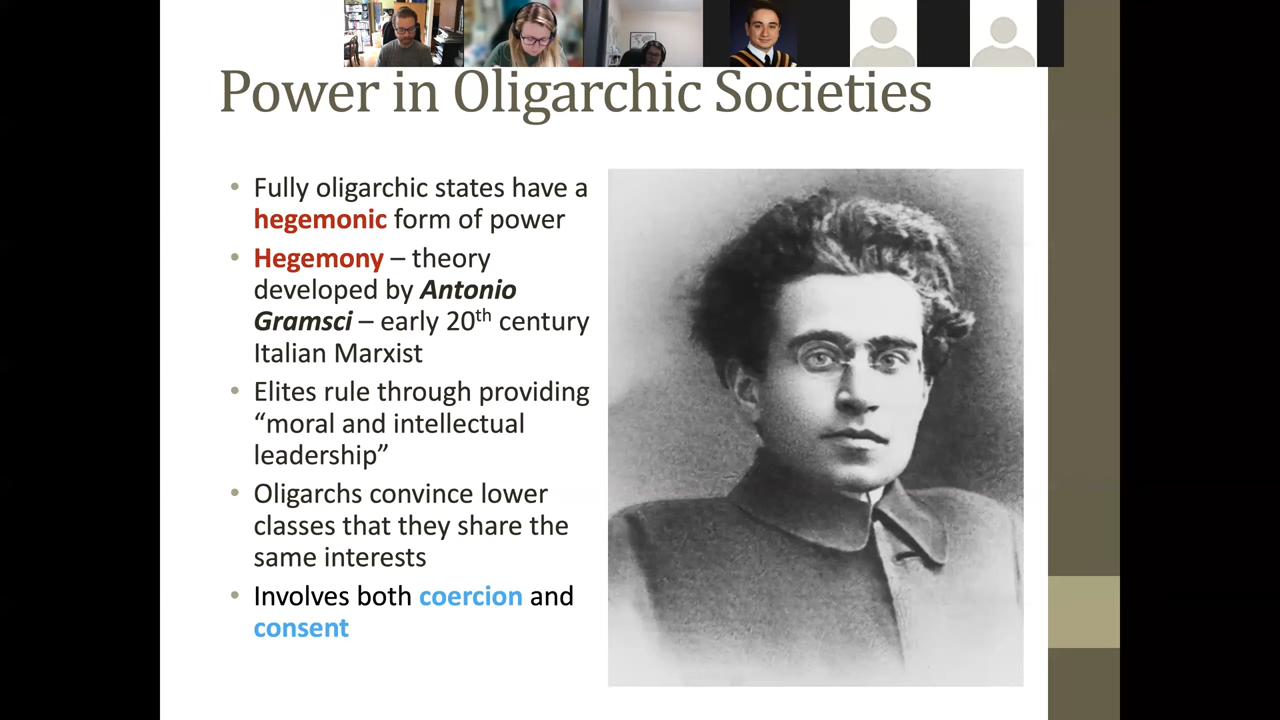 Power in Oligarchic Societies
• Fully oligarchic states have a
hegemonic form of power
• Hegemony – theory
developed by Antonio
Gramsci – early 20th century
Italian Marxist
• Elites rule through providing
“moral and intellectual
leadership”
• Oligarchs convince lower
classes that they share the
same interests
• Involves both coercion and
consent